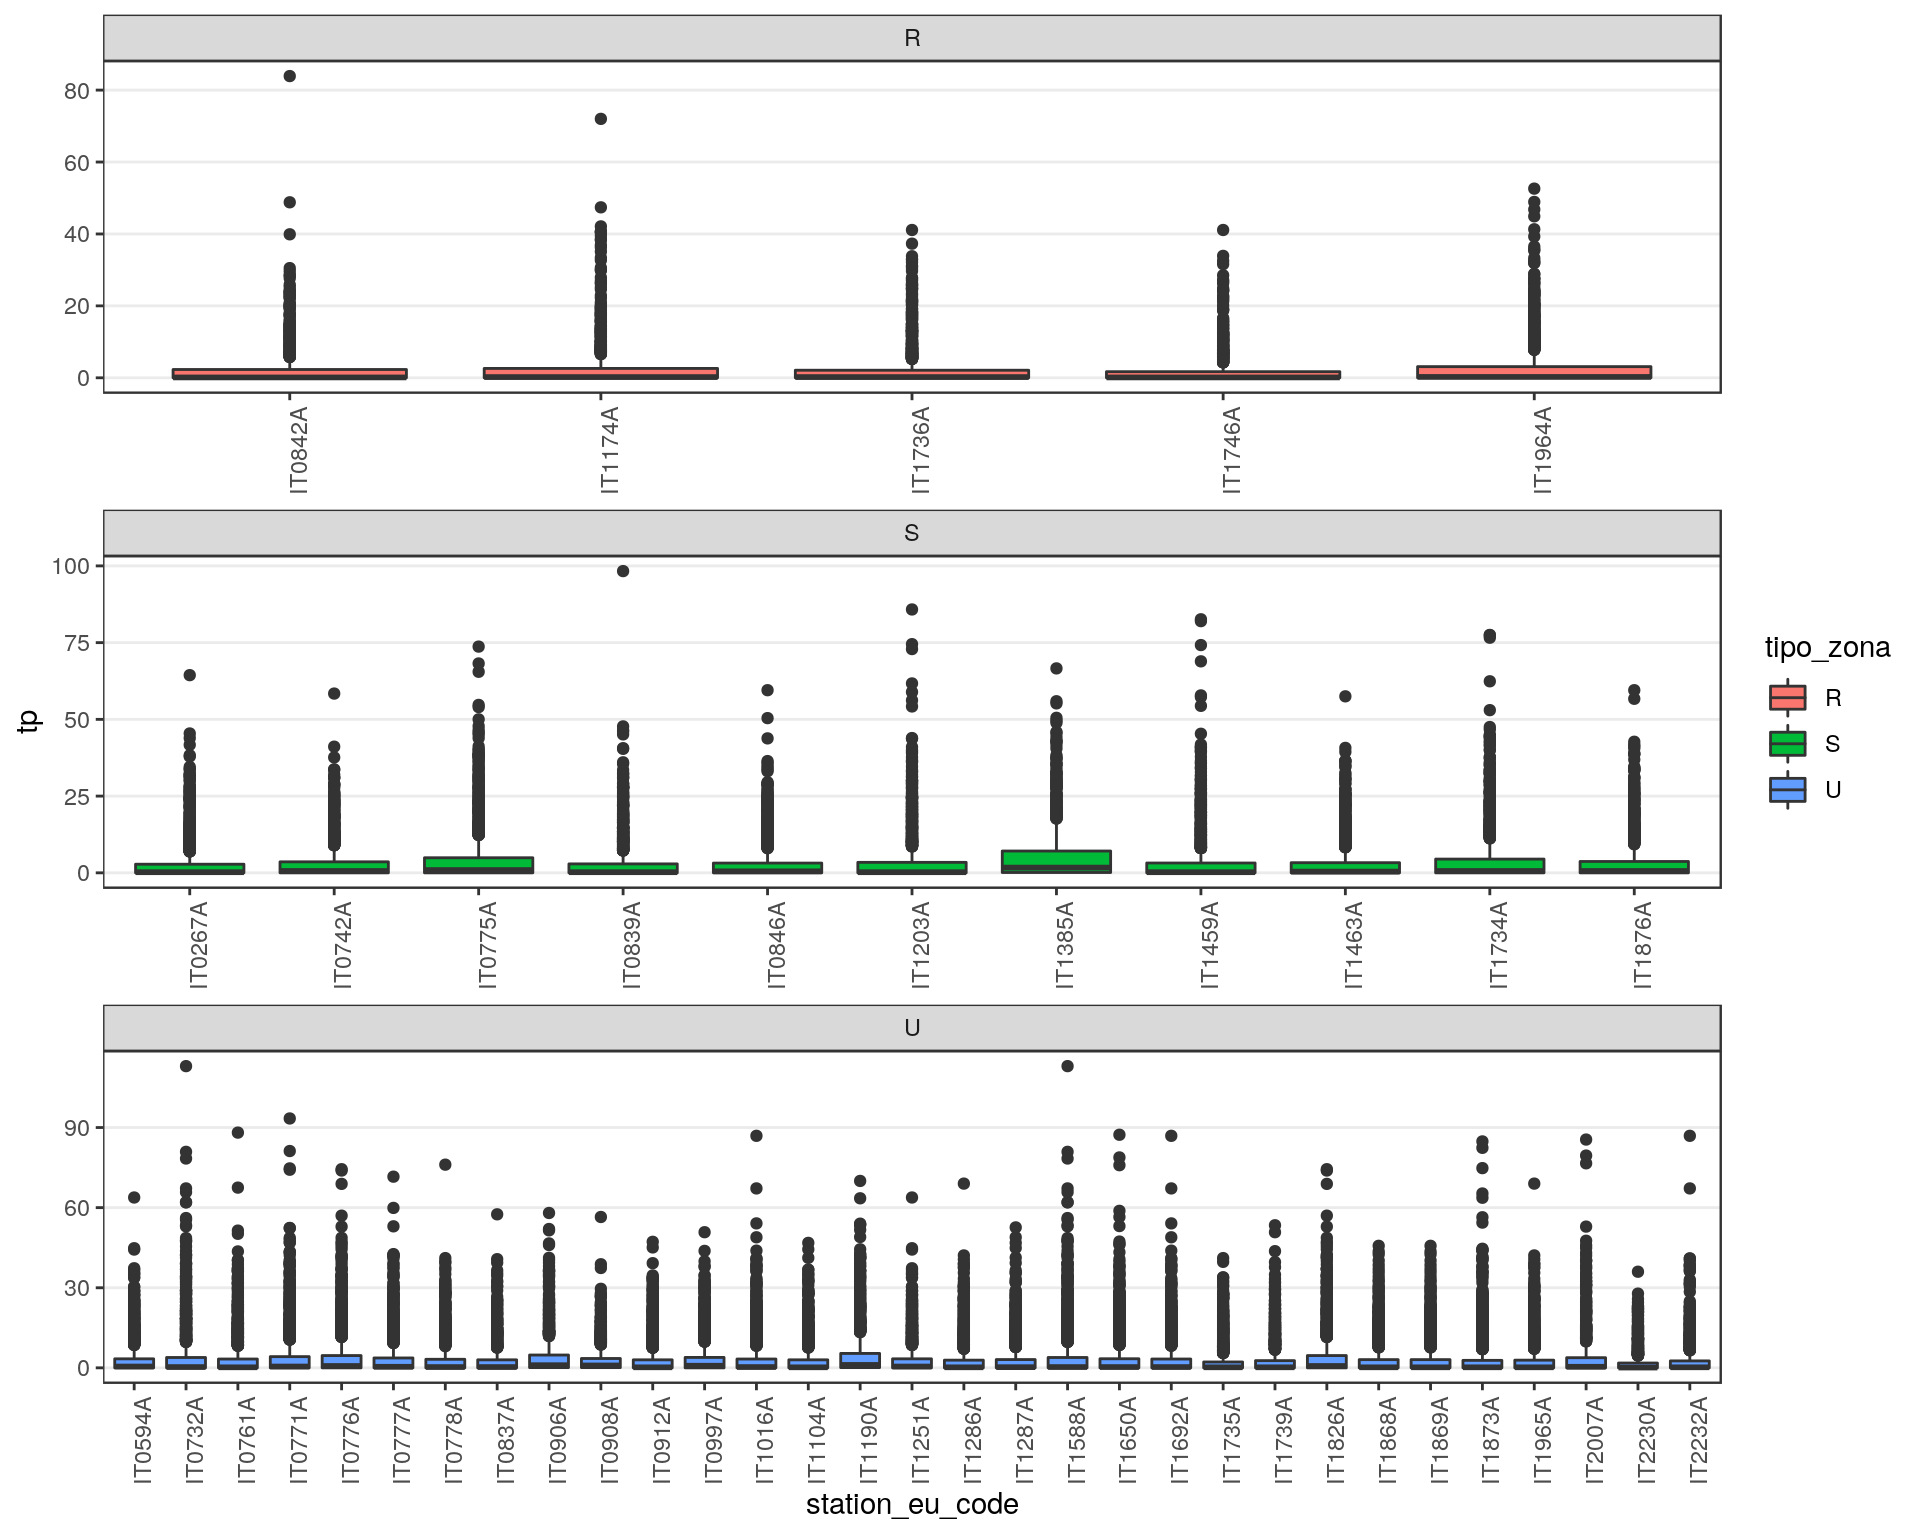 R
80
60
40
20
0
IT0842A IT1174A IT1736A IT1746A IT1964A
S
100
75
50
25
0
IT0267A IT0742A IT0775A IT0839A IT0846A IT1203A IT1385A IT1459A IT1463A IT1734A IT1876A
U
90
60
30
0
IT0594A IT0732A IT0761A IT0771A IT0776A IT0777A IT0778A IT0837A IT0906A IT0908A IT0912A IT0997A IT1016A IT1104A IT1190A IT1251A IT1286A IT1287A IT1588A IT1650A IT1692A IT1735A IT1739A IT1826A IT1868A IT1869A IT1873A IT1965A IT2007A IT2230A IT2232A
station_eu_code
tp
tipo_zona
R
S
U